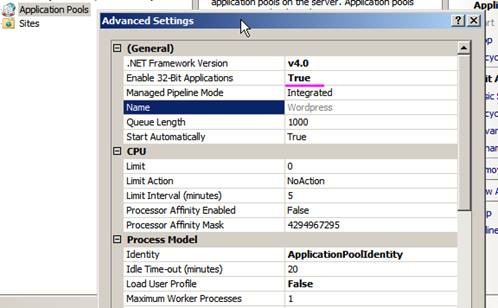 application pools on the server. Application pools
Application Pools
Sites
Advanced Settings
(General)
.NET Framework Version v4.0
Enable 32-Bit Applications True
Managed Pipeline Mode Integrated
Name Wordpress
Queue Length 1000
Start Automatically True
CPU
Limit 0
Limit Action NoAction
Limit Interval (minutes) 5
Processor Affinity Enabled False
Processor Affinity Mask 4294967295
Process Model
Identity ApplicationPoolIdentity
Idle Time-out (minutes) 20
Load User Profile False
Maximum Worker Processes 1